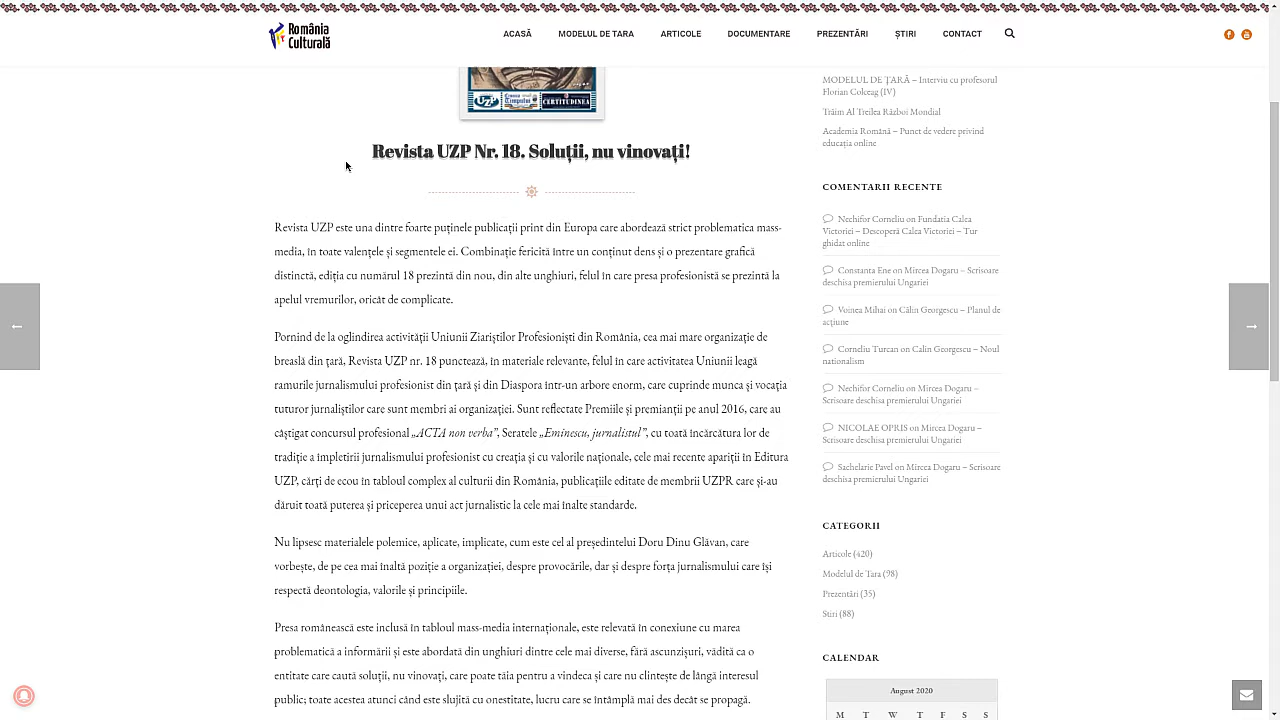 România
Culturală
ACASĂ
MODELUL DE TARA
ARTICOLE
DOCUMENTARE
PREZENTĂRI
ȘTIRI
CONTACT
UZP
Cronica
Timpului
CERTITUDINEA
Revista UZP Nr. 18. Soluții, nu vinovați!
Revista UZP este una dintre foarte puținele publicații print din Europa care abordează strict problematica mass-
media, în toate valențele și segmentele ei. Combinație fericită între un conținut dens și o prezentare grafică
distinctă, ediția cu numărul 18 prezintă din nou, din alte unghiuri, felul în care presa profesionistă se prezintă la
apelul vremurilor, oricât de complicate.
Pornind de la oglindirea activității Uniunii Ziariștilor Profesioniști din România, cea mai mare organizație de
breaslă din țară, Revista UZP nr. 18 punctează, în materiale relevante, felul în care activitatea Uniunii leagă
ramurile jurnalismului profesionist din țară și din Diaspora într-un arbore enorm, care cuprinde munca și vocația
tuturor jurnaliștilor care sunt membri ai organizației. Sunt reflectate Premiile și premianții pe anul 2016, care au
câștigat concursul profesional „ACTA non verba”, Seratele „Eminescu, jurnalistul”, cu toată încărcătura lor de
tradiție a împletirii jurnalismului profesionist cu creația și cu valorile naționale, cele mai recente apariții în Editura
UZP, cărți de ecou în tabloul complex al culturii din România, publicațiile editate de membrii UZPR care și-au
dăruit toată puterea și priceperea unui act jurnalistic la cele mai înalte standarde.
Nu lipsesc materialele polemice, aplicate, implicate, cum este cel al președintelui Doru Dinu Glăvan, care
vorbește, de pe cea mai înaltă poziție a organizației, despre provocările, dar și despre forța jurnalismului care își
respectă deontologia, valorile și principiile.
Presa românească este inclusă în tabloul mass-media internaționale, este relevată în conexiune cu marea
problematică a informării și este abordată din unghiuri dintre cele mai diverse, fără ascunzișuri, vădită ca o
entitate care caută soluții, nu vinovați, care poate tăia pentru a vindeca și care nu clintește de lângă interesul
public; toate acestea atunci când este slujită cu onestitate, lucru care se întâmplă mai des decât se propagă.
MODELUL DE ȚARĂ – Interviu cu profesorul
Florian Colceag (IV)
Trăim Al Treilea Război Mondial
Academia Română – Punct de vedere privind
educația online
COMENTARII RECENTE
Nechifor Corneliu on Fundatia Calea
Victoriei – Descoperă Calea Victoriei – Tur
ghidat online
Constanta Ene on Mircea Dogaru – Scrisoare
deschisa premierului Ungariei
Voinea Mihai on Călin Georgescu – Planul de
acțiune
Corneliu Turcan on Calin Georgescu – Noul
nationalism
Nechifor Corneliu on Mircea Dogaru –
Scrisoare deschisa premierului Ungariei
NICOLAE OPRIS on Mircea Dogaru –
Scrisoare deschisa premierului Ungariei
Sachelarie Pavel on Mircea Dogaru – Scrisoare
deschisa premierului Ungariei
CATEGORII
Articole (420)
Modelul de Tara (98)
Prezentări (35)
Stiri (88)
CALENDAR
August 2020
M T W T F S S